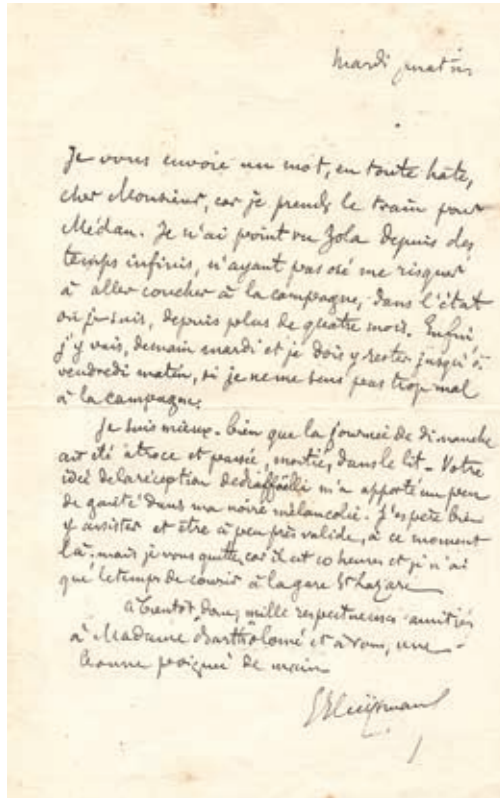 Mardi matin
Je vous envoie un mot, en toute hâte,
cher Monsieur, car je prends le train pour
Médan. Je n'ai point vu Zola depuis des
temps infinis, n'ayant pas osé me risquer
à aller coucher à la campagne, dans l'état
où je suis, depuis plus de quatre mois. Enfin
j'y vais, demain mardi et je dois y rester jusqu'à
vendredi matin, si je ne me sens pas trop mal
à la campagne.
Je suis mieux - bien que la journée de dimanche
ait été atroce et passée, moitié, dans le lit - Votre
idée de la réception de Raffaëlli m'a apporté un peu
de gaieté dans ma noire mélancolie. J'espère bien
y assister et être à peu près valide, à ce moment
là - mais je vous quitte, car il est 10 heures et je n'ai
que le temps de courir à la gare St Lazare
A bientôt donc, mille respectueuses amitiés
à Madame Bartholomé et à vous, une
bonne poignée de main
G Huysmans